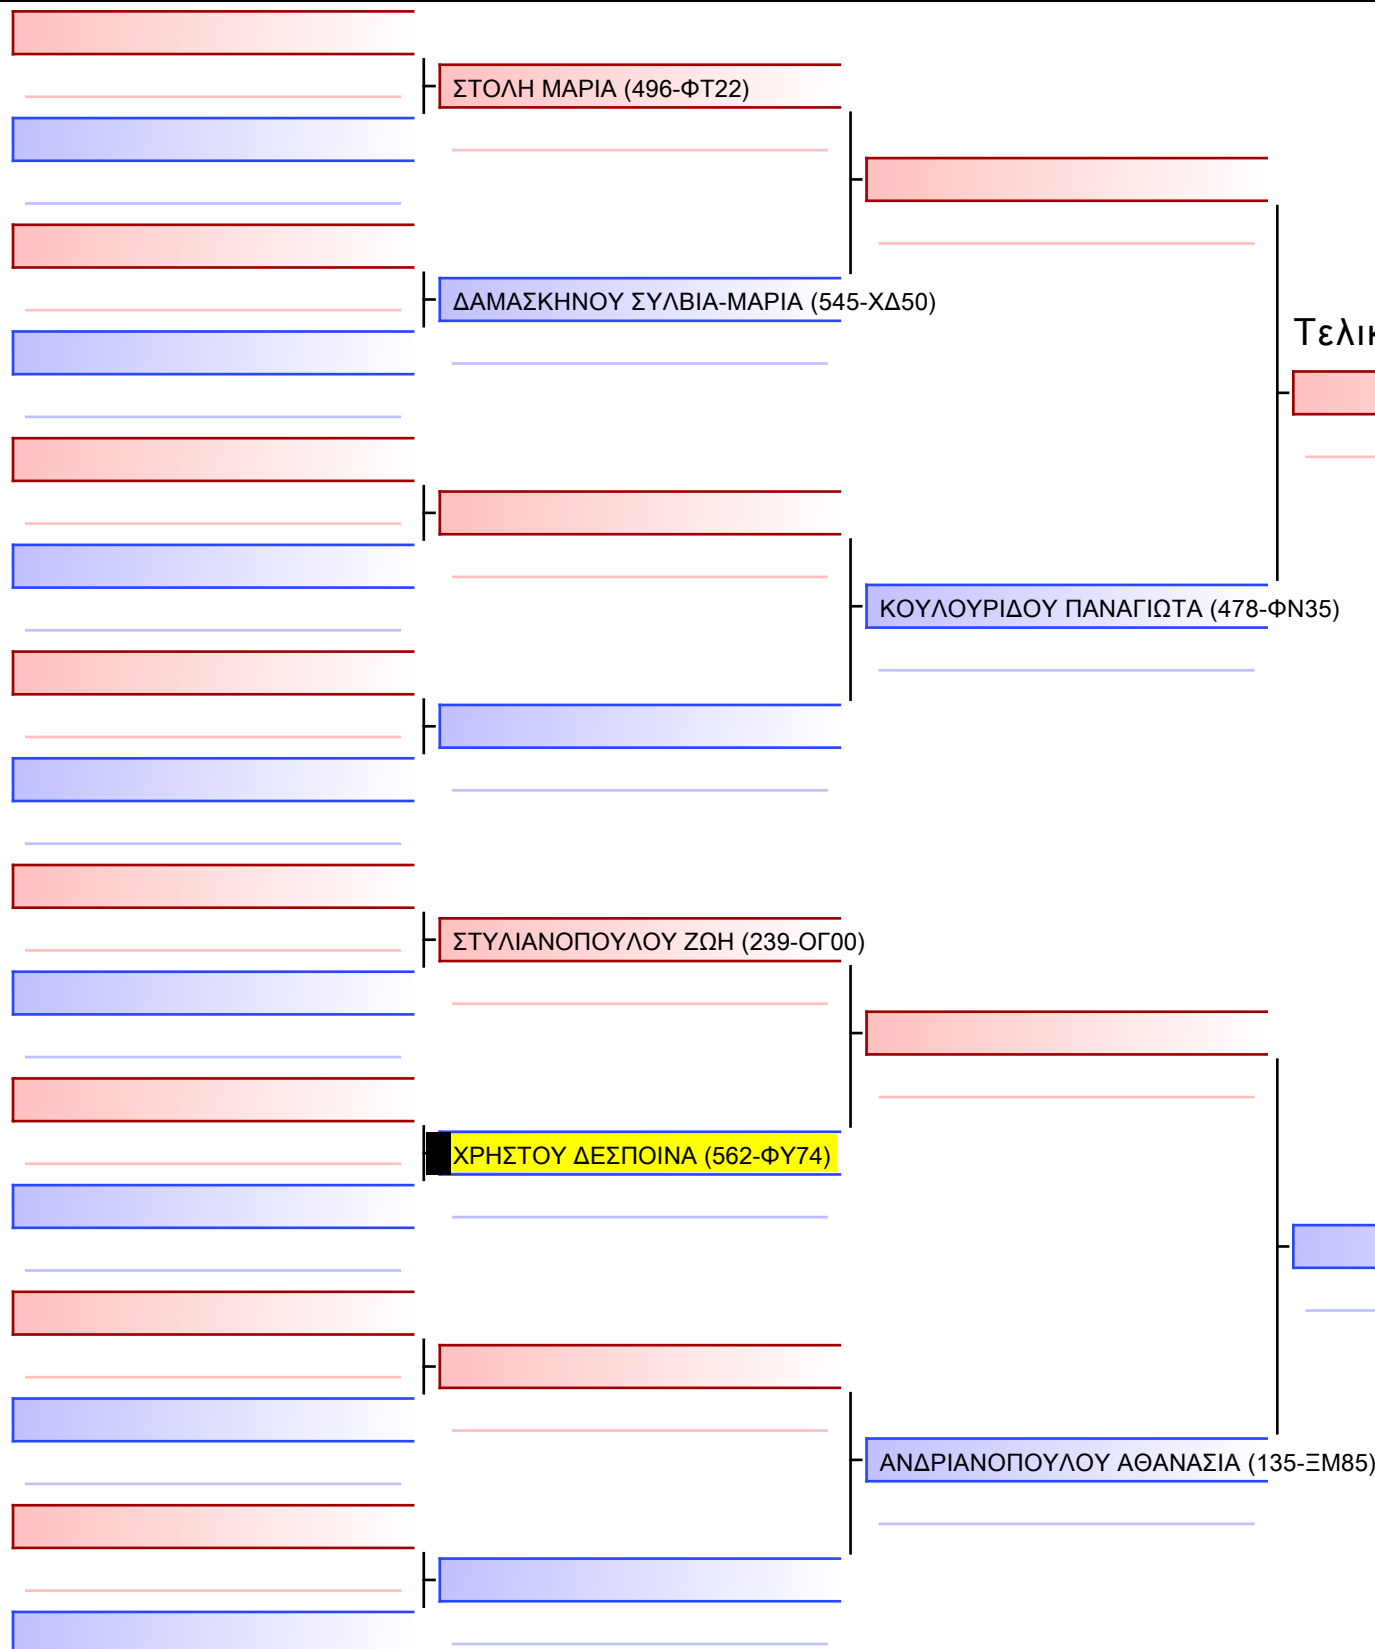 ΣΤΟΛΗ ΜΑΡΙΑ (496-ΦΤ22)
ΔΑΜΑΣΚΗΝΟΥ ΣΥΛΒΙΑ-ΜΑΡΙΑ (545-ΧΔ50)
ΚΟΥΛΟΥΡΙΔΟΥ ΠΑΝΑΓΙΩΤΑ (478-ΦΝ35)
ΣΤΥΛΙΑΝΟΠΟΥΛΟΥ ΖΩΗ (239-ΟΓ00)
ΧΡΗΣΤΟΥ ΔΕΣΠΟΙΝΑ (562-ΦΥ74)
ΑΝΔΡΙΑΝΟΠΟΥΛΟΥ ΑΘΑΝΑΣΙΑ (135-ΞΜ85)